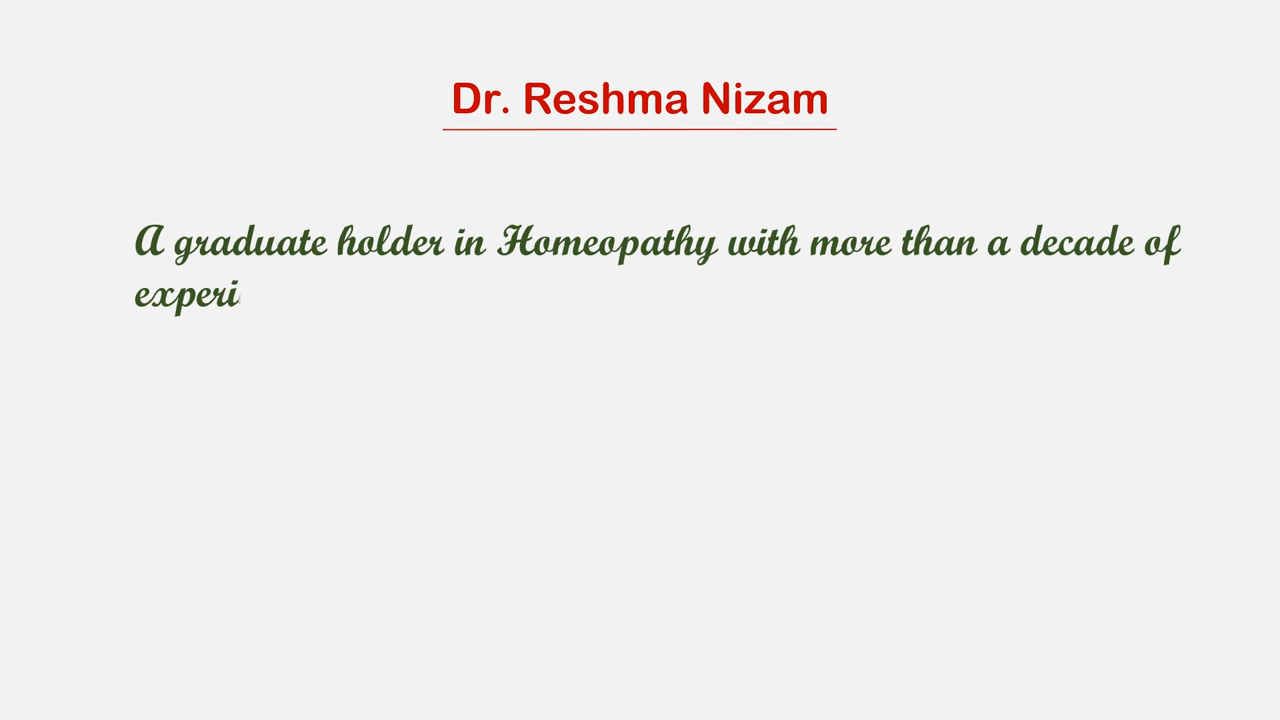 Dr. Reshma Nizam
A graduate holder in Homeopathy with more than a decade of
experi